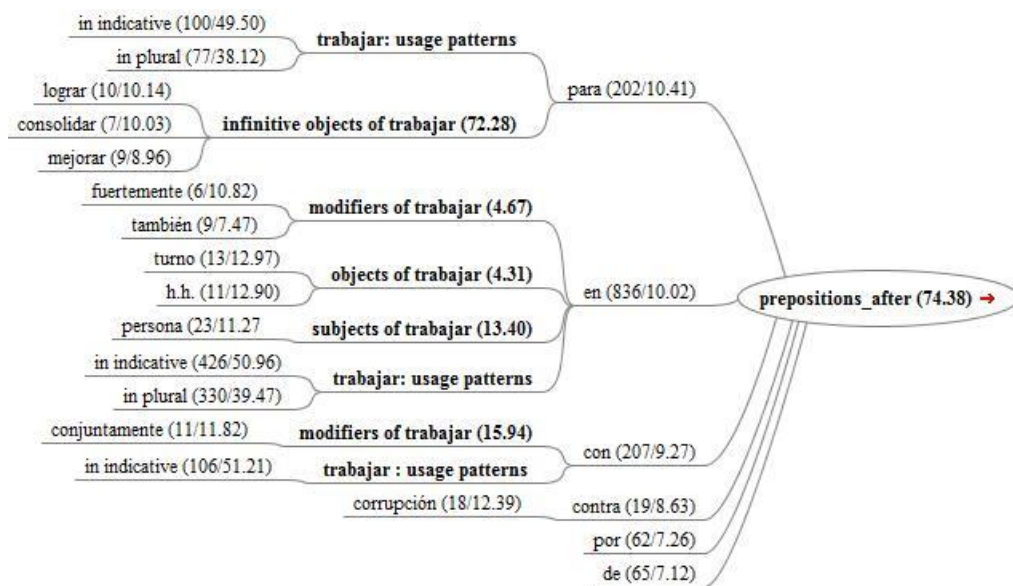 in indicative (100/49.50)
in plural (77/38.12)
trabajar: usage patterns
lograr (10/10.14)
consolidar (7/10.03)
mejorar (9/8.96)
infinitive objects of trabajar (72.28)
para (202/10.41)
fuertemente (6/10.82)
también (9/7.47)
modifiers of trabajar (4.67)
turno (13/12.97)
h.h. (11/12.90)
objects of trabajar (4.31)
persona (23/11.27
subjects of trabajar (13.40)
in indicative (426/50.96)
in plural (330/39.47)
trabajar: usage patterns
en (836/10.02)
conjuntamente (11/11.82)
modifiers of trabajar (15.94)
in indicative (106/51.21)
trabajar : usage patterns
con (207/9.27)
corrupción (18/12.39)
contra (19/8.63)
por (62/7.26)
de (65/7.12)
prepositions_after (74.38) ➔